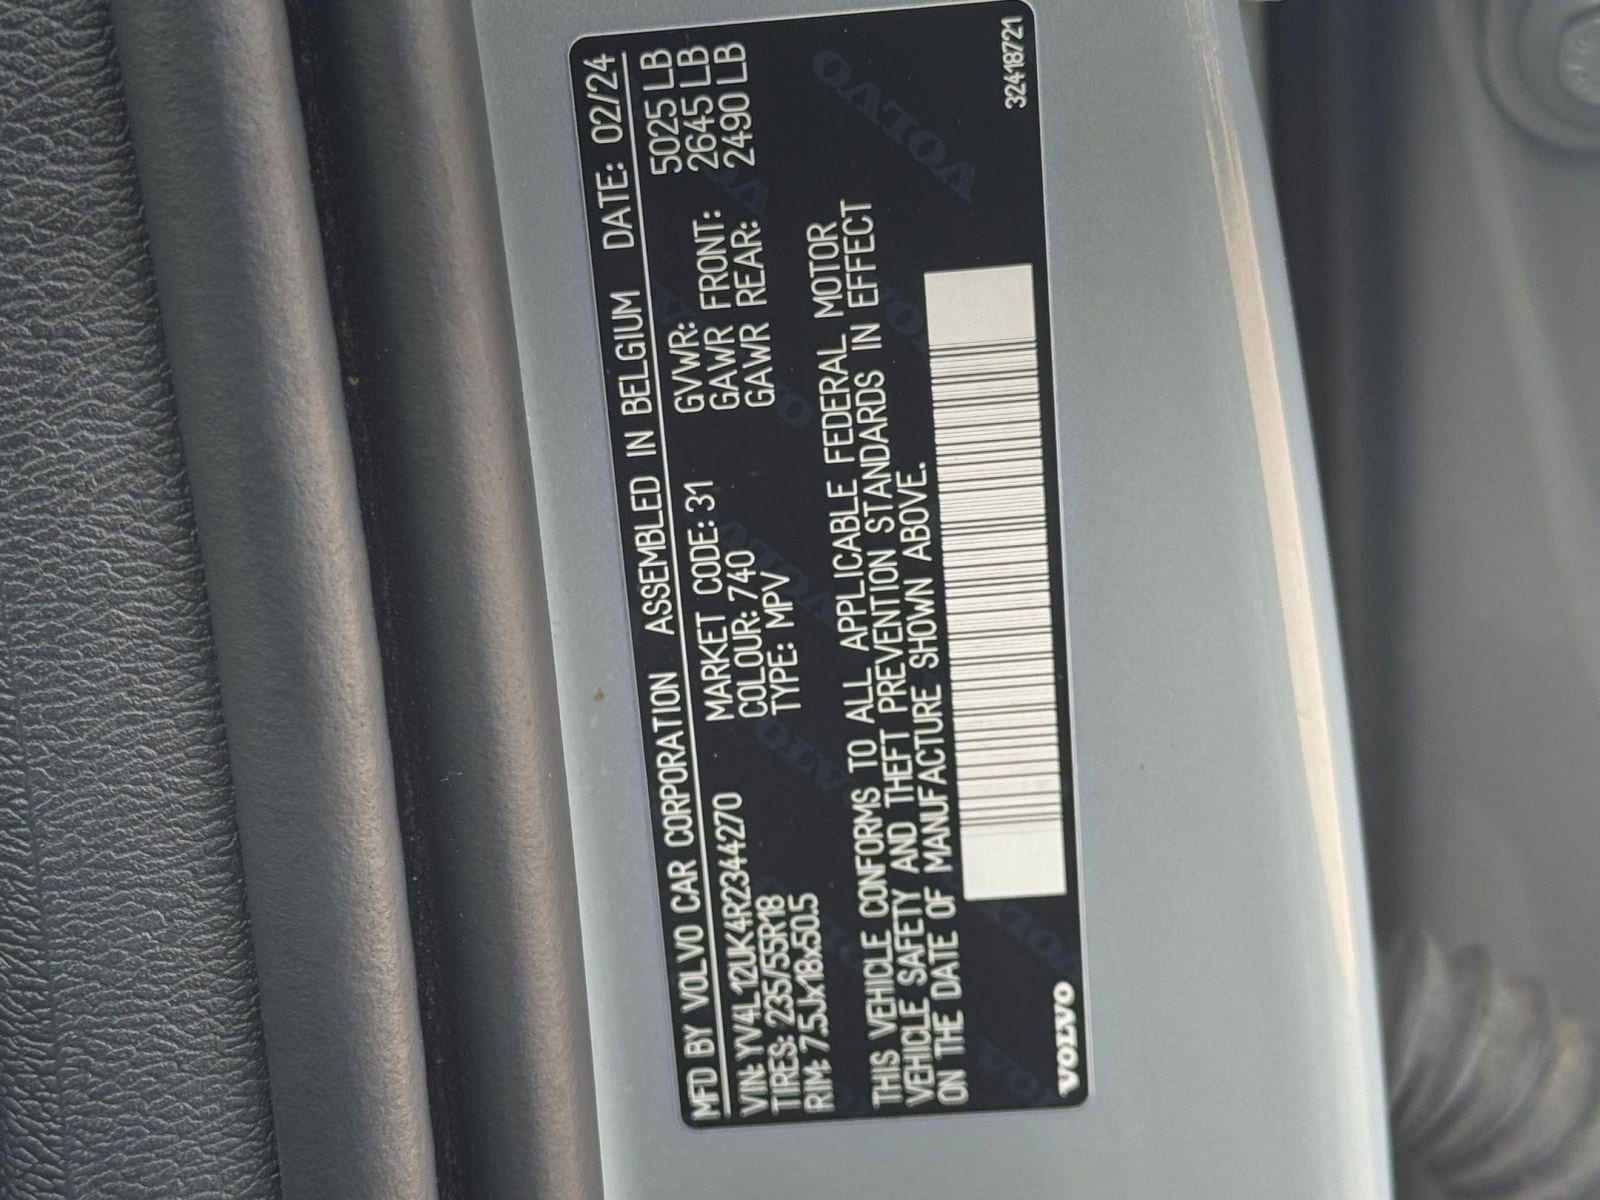 MFD BY VOLVO CAR CORPORATION ASSEMBLED IN BELGIUM DATE: 02/24
VIN: YV4L12UK4R2344270 MARKET CODE: 31 GVWR: 5025 LB
TIRES: 235/55R18 COLOUR: 740 GAWR FRONT: 2645 LB
RIM: 7.5Jx18x50.5 TYPE: MPV GAWR REAR: 2490 LB
THIS VEHICLE CONFORMS TO ALL APPLICABLE FEDERAL MOTOR
VEHICLE SAFETY AND THEFT PREVENTION STANDARDS IN EFFECT
ON THE DATE OF MANUFACTURE SHOWN ABOVE.
VOLVO 32418721